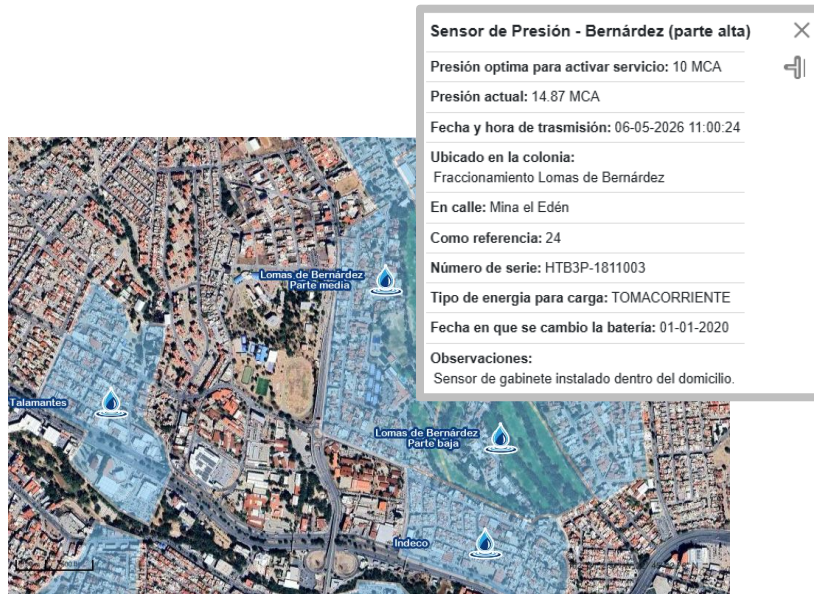 Sensor de Presión - Bernárdez (parte alta)
Presión optima para activar servicio: 10 MCA
Presión actual: 14.87 MCA
Fecha y hora de trasmisión: 06-05-2026 11:00:24
Ubicado en la colonia:
Fraccionamiento Lomas de Bernárdez
En calle: Mina el Edén
Como referencia: 24
Número de serie: HTB3P-1811003
Tipo de energia para carga: TOMACORRIENTE
Fecha en que se cambio la batería: 01-01-2020
Observaciones:
Sensor de gabinete instalado dentro del domicilio.
Lomas de Bernárdez
Parte media
Talamantes
Lomas de Bernárdez
Parte baja
Indeco